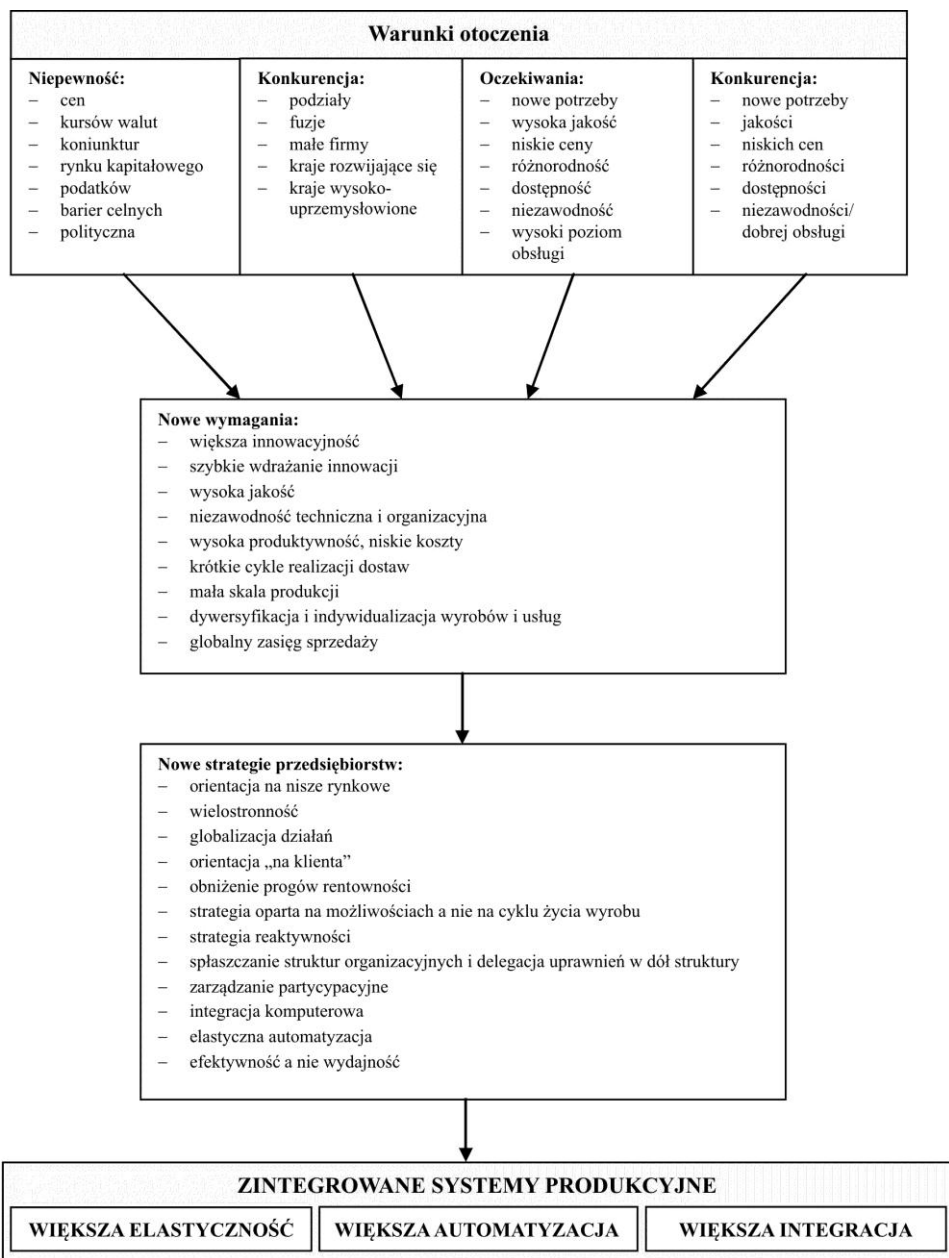 Warunki otoczenia
Niepewność:
– cen
– kursów walut
– koniunktur
– rynku kapitałowego
– podatków
– barier celnych
– polityczna
Konkurencja:
– podziały
– fuzje
– małe firmy
– kraje rozwijające się
– kraje wysoko-
uprzemysłowione
Oczekiwania:
– nowe potrzeby
– wysoka jakość
– niskie ceny
– różnorodność
– dostępność
– niezawodność
– wysoki poziom
obsługi
Konkurencja:
– nowe potrzeby
– jakości
– niskich cen
– różnorodności
– dostępności
– niezawodności/
dobrej obsługi
Nowe wymagania:
– większa innowacyjność
– szybkie wdrażanie innowacji
– wysoka jakość
– niezawodność techniczna i organizacyjna
– wysoka produktywność, niskie koszty
– krótkie cykle realizacji dostaw
– mała skala produkcji
– dywersyfikacja i indywidualizacja wyrobów i usług
– globalny zasięg sprzedaży
Nowe strategie przedsiębiorstw:
– orientacja na nisze rynkowe
– wielostronność
– globalizacja działań
– orientacja „na klienta”
– obniżenie progów rentowności
– strategia oparta na możliwościach a nie na cyklu życia wyrobu
– strategia reaktywności
– spłaszczanie struktur organizacyjnych i delegacja uprawnień w dół struktury
– zarządzanie partycypacyjne
– integracja komputerowa
– elastyczna automatyzacja
– efektywność a nie wydajność
ZINTEGROWANE SYSTEMY PRODUKCYJNE
WIĘKSZA ELASTYCZNOŚĆ
WIĘKSZA AUTOMATYZACJA
WIĘKSZA INTEGRACJA